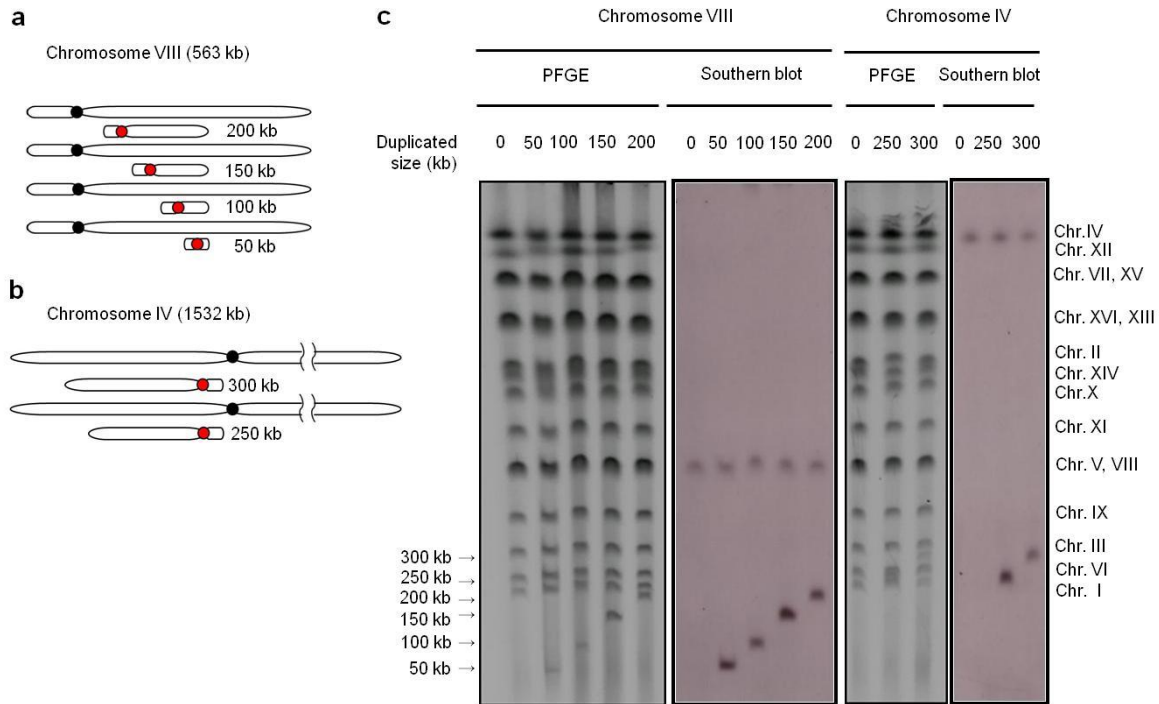 a
Chromosome VIII (563 kb)
200 kb
150 kb
100 kb
50 kb
b
Chromosome IV (1532 kb)
300 kb
250 kb
c
Chromosome VIII
Chromosome IV
PFGE
Southern blot
PFGE
Southern blot
Duplicated size (kb)
0 50 100 150 200
0 50 100 150 200
0 250 300
0 250 300
Chr. IV
Chr. XII
Chr. VII, XV
Chr. XVI, XIII
Chr. II
Chr. XIV
Chr. X
Chr. XI
Chr. V, VIII
Chr. IX
Chr. III
Chr. VI
Chr. I
300 kb →
250 kb →
200 kb →
150 kb →
100 kb →
50 kb →